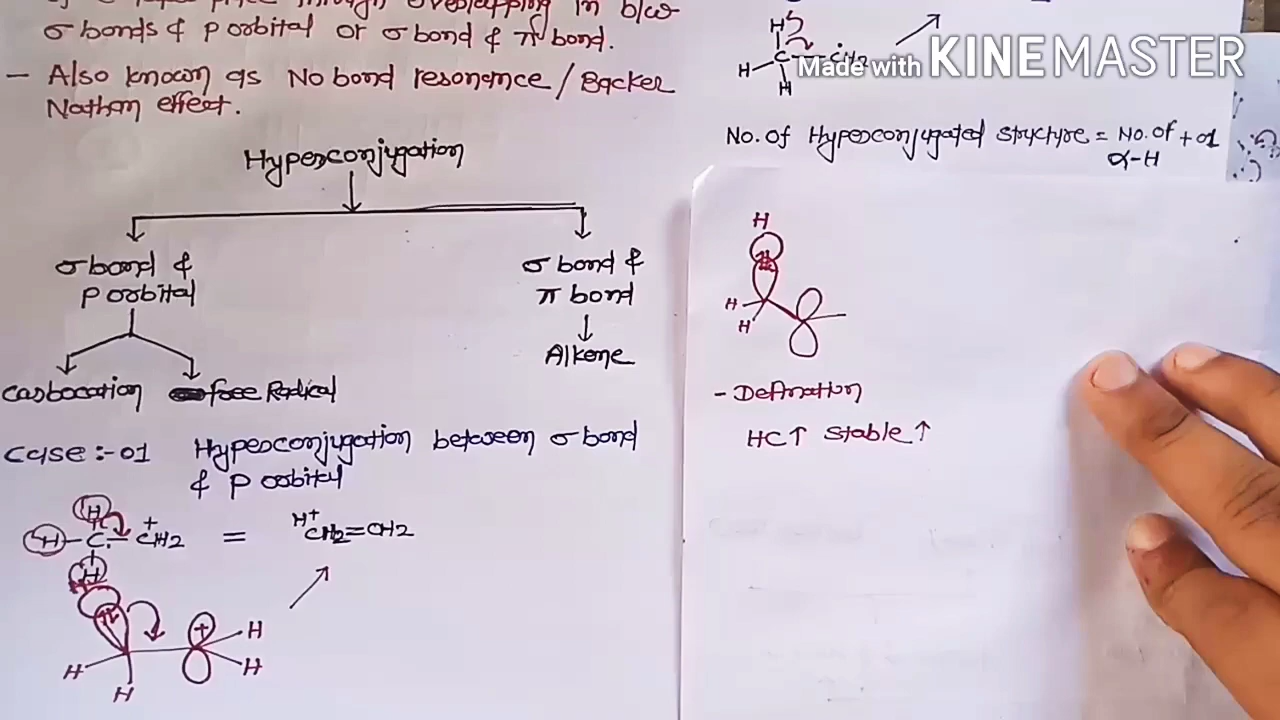 σ bonds & p orbital or σ bond & π bond.
- Also known as No bond resonance / Backer
Nathan effect.
Hyperconjugation
σ bond &
p orbital
σ bond &
π bond
Alkene
Carbocation
free Radical
Case :- 01 Hyperconjugation between σ bond
& p orbital
H
H - C - CH2 = H+ CH2=CH2
+
H
+
H
H
H
H
H
H C CH2
H
Made with KINEMASTER
No. of Hyperconjugated structure = No. of + 01
α-H
H
H
H
- Defination
HC↑ Stable ↑